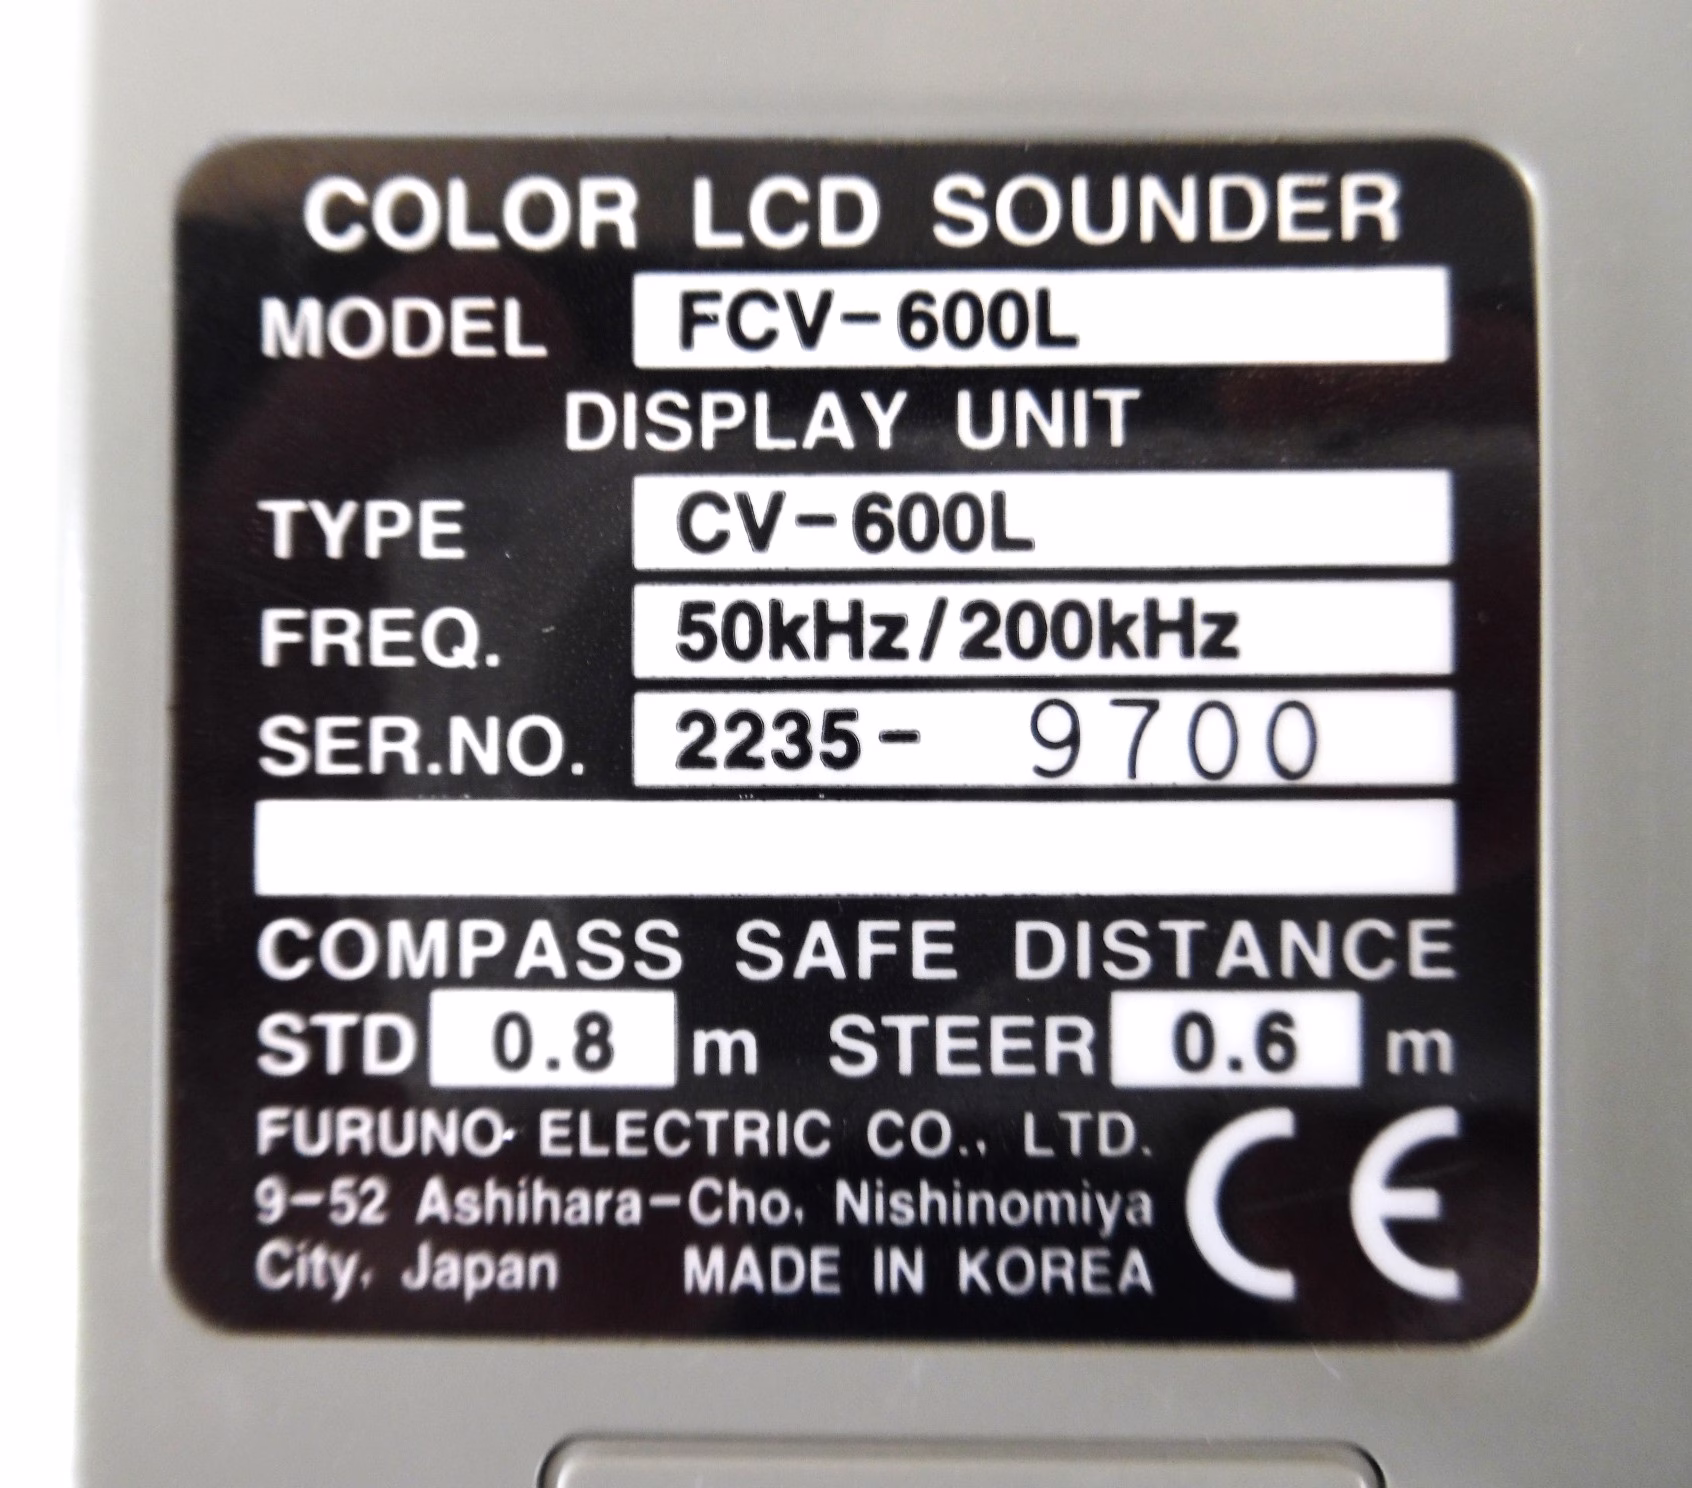 COLOR LCD SOUNDER
MODEL FCV-600L
DISPLAY UNIT
TYPE CV-600L
FREQ. 50kHz/200kHz
SER.NO. 2235- 9700
COMPASS SAFE DISTANCE
STD 0.8 m STEER 0.6 m
FURUNO ELECTRIC CO., LTD.
9-52 Ashihara-Cho, Nishinomiya
City, Japan MADE IN KOREA
CE